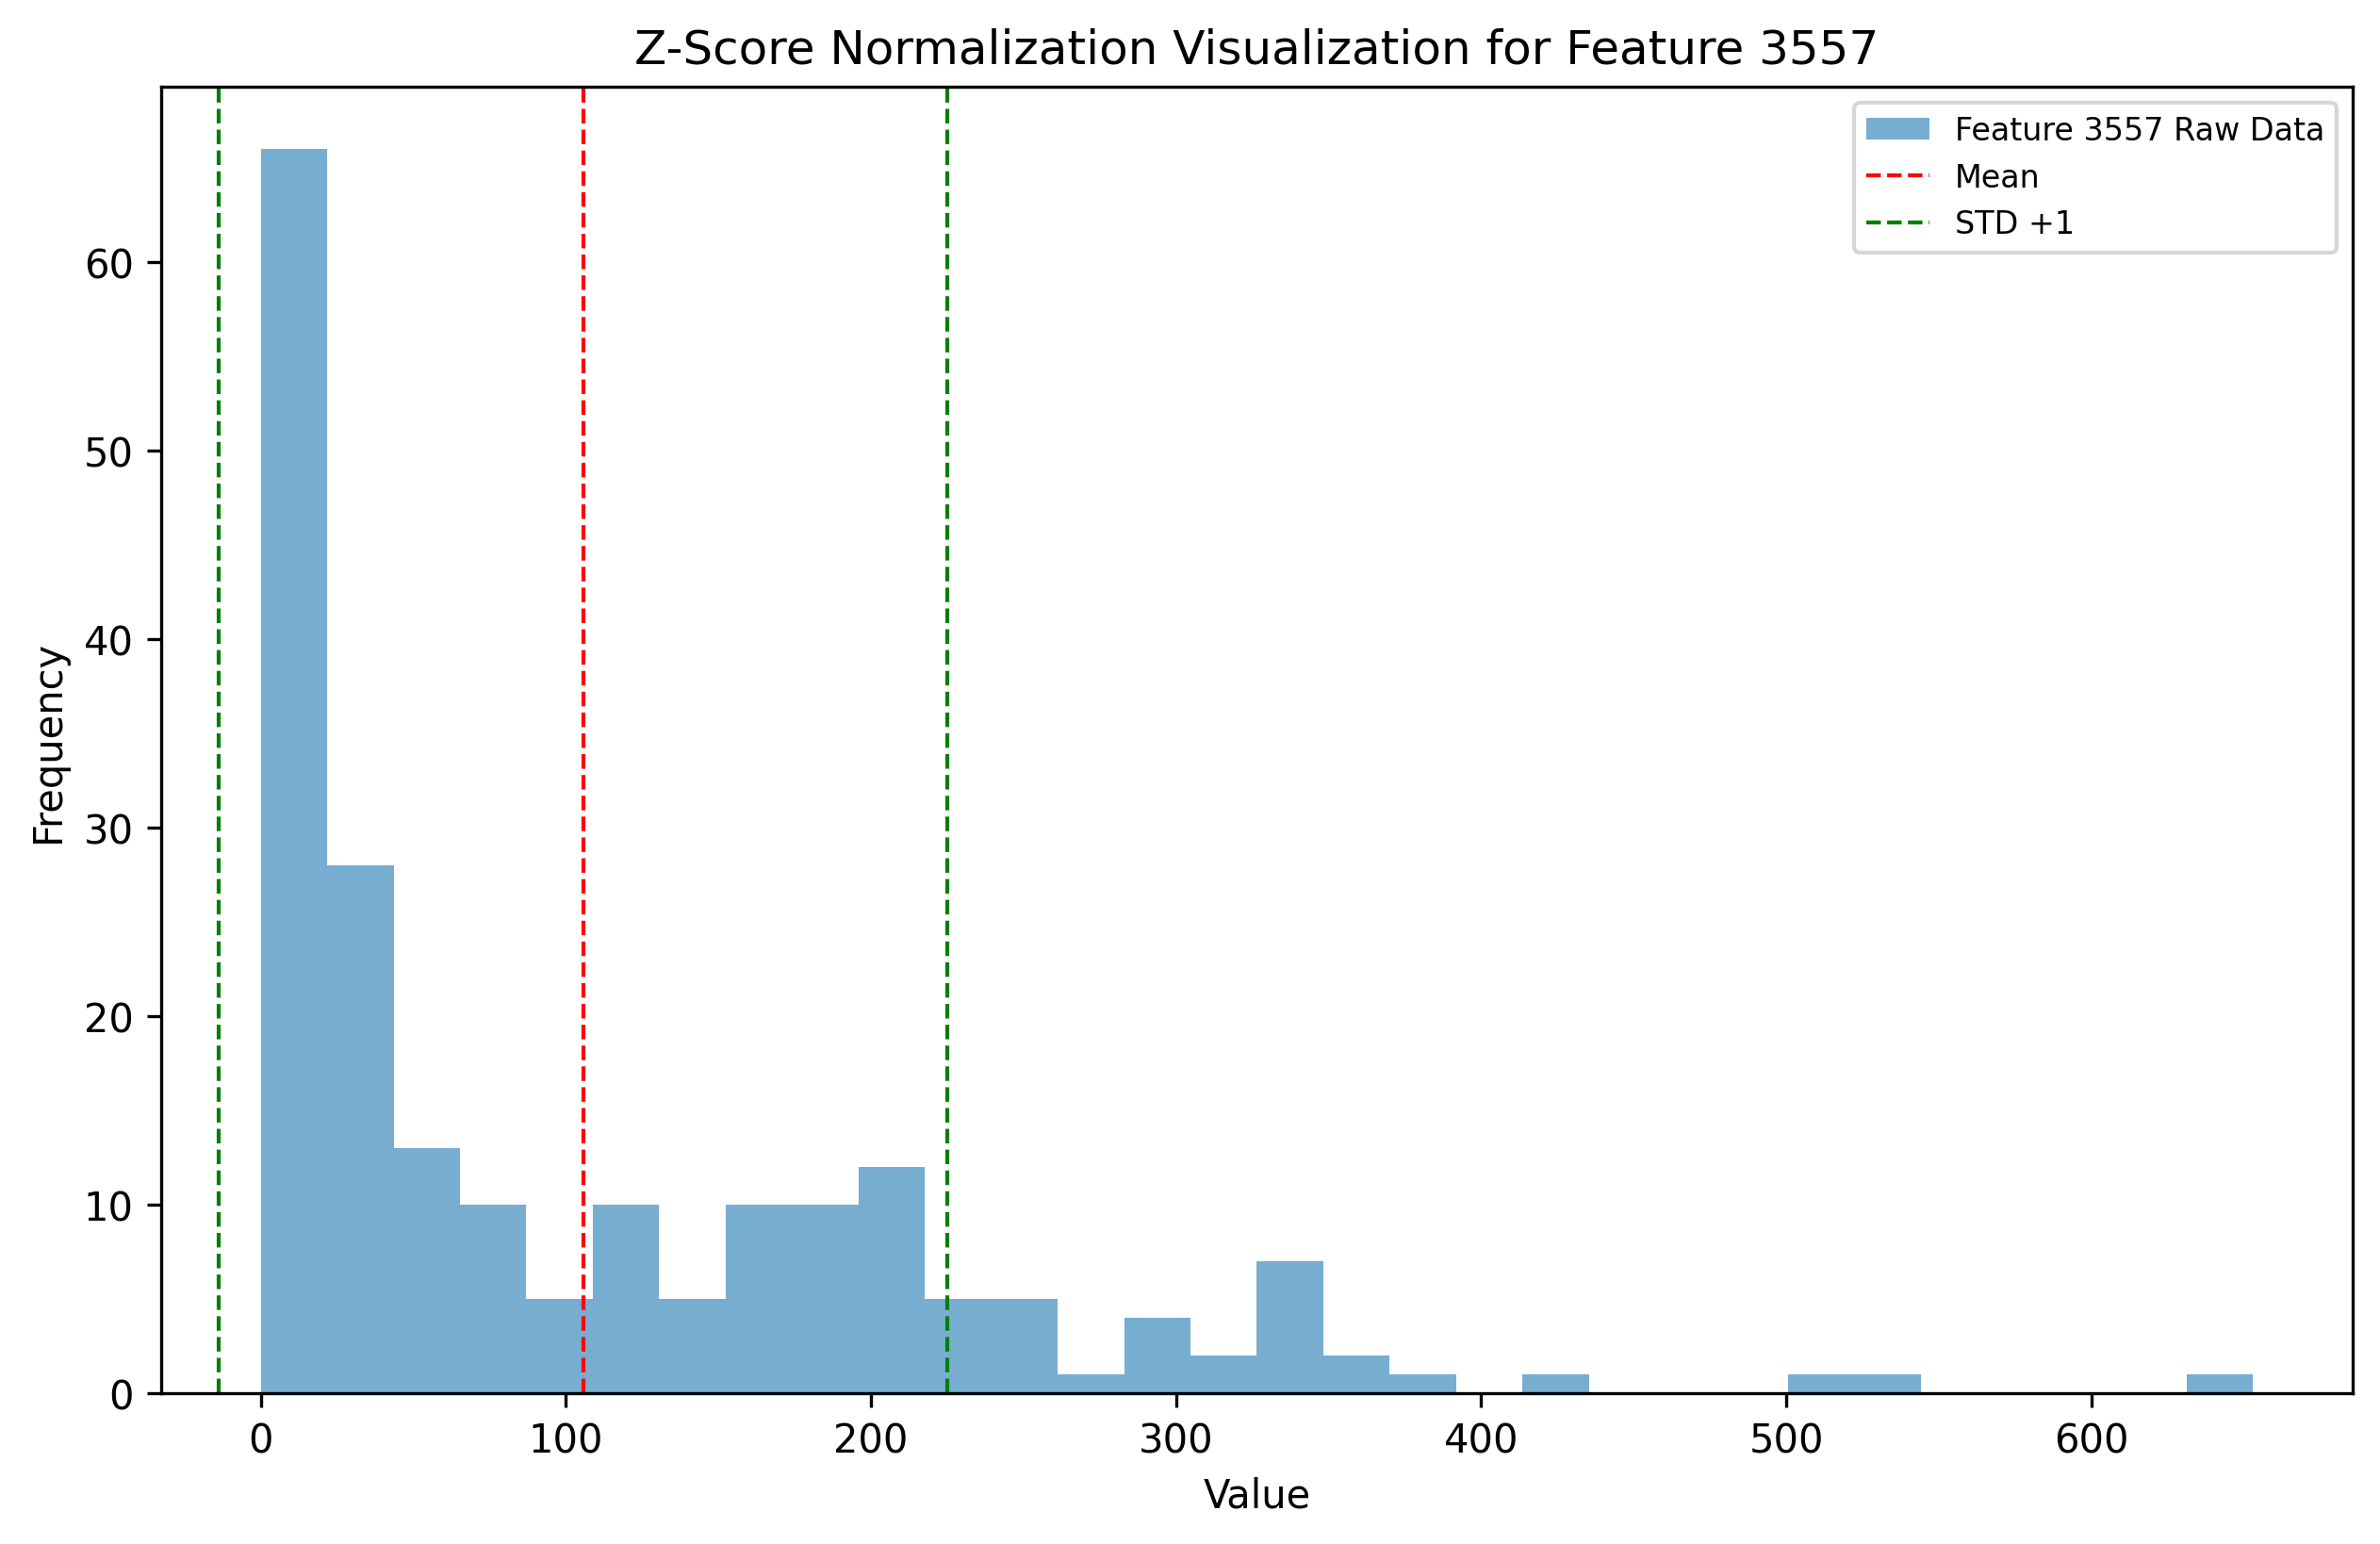 Z-Score Normalization Visualization for Feature 3557
Feature 3557 Raw Data
Mean
STD +1
Frequency
60
50
40
30
20
10
0
0 100 200 300 400 500 600
Value